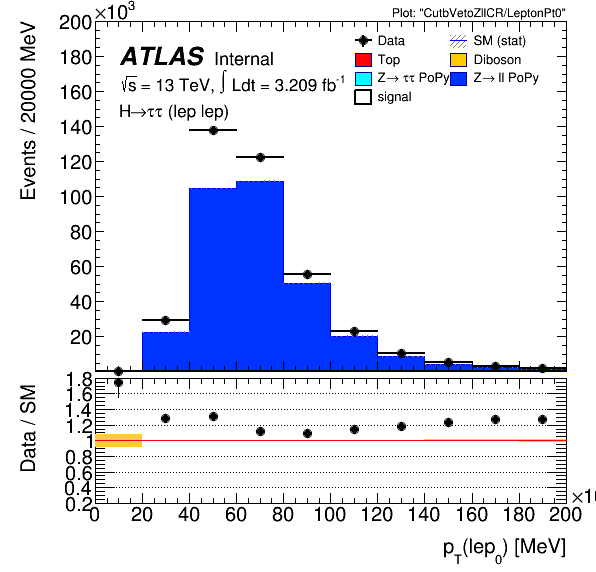 Plot: "CutbVetoZllCR/LeptonPt0"
×10³
Events / 20000 MeV
200
180
160
140
120
100
80
60
40
20
ATLAS Internal
√s = 13 TeV, ∫ Ldt = 3.209 fb⁻¹
H→ττ (lep lep)
Data
SM (stat)
Top
Diboson
Z→ ττ PoPy
Z→ ll PoPy
signal
Data / SM
1.8
1.6
1.4
1.2
1
0.8
0.6
0.4
0.2
0 20 40 60 80 100 120 140 160 180 200
×10
p_T(lep_0) [MeV]